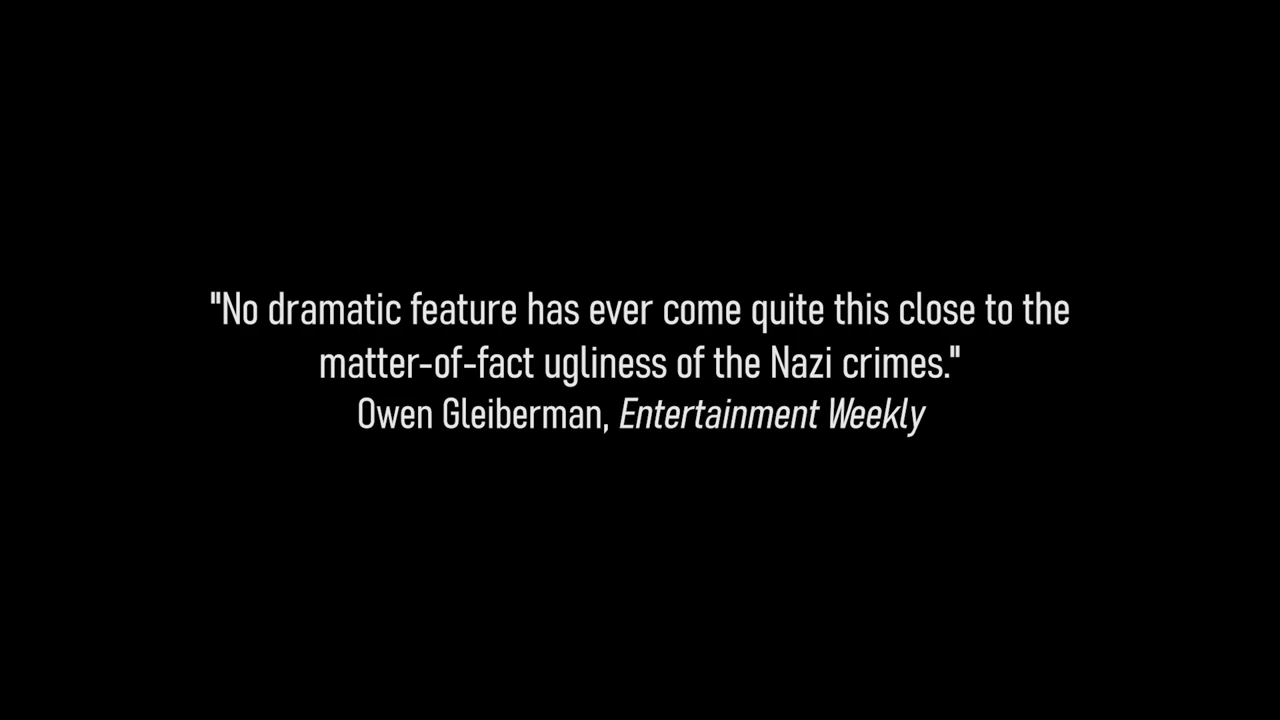 "No dramatic feature has ever come quite this close to the
matter-of-fact ugliness of the Nazi crimes."
Owen Gleiberman, Entertainment Weekly